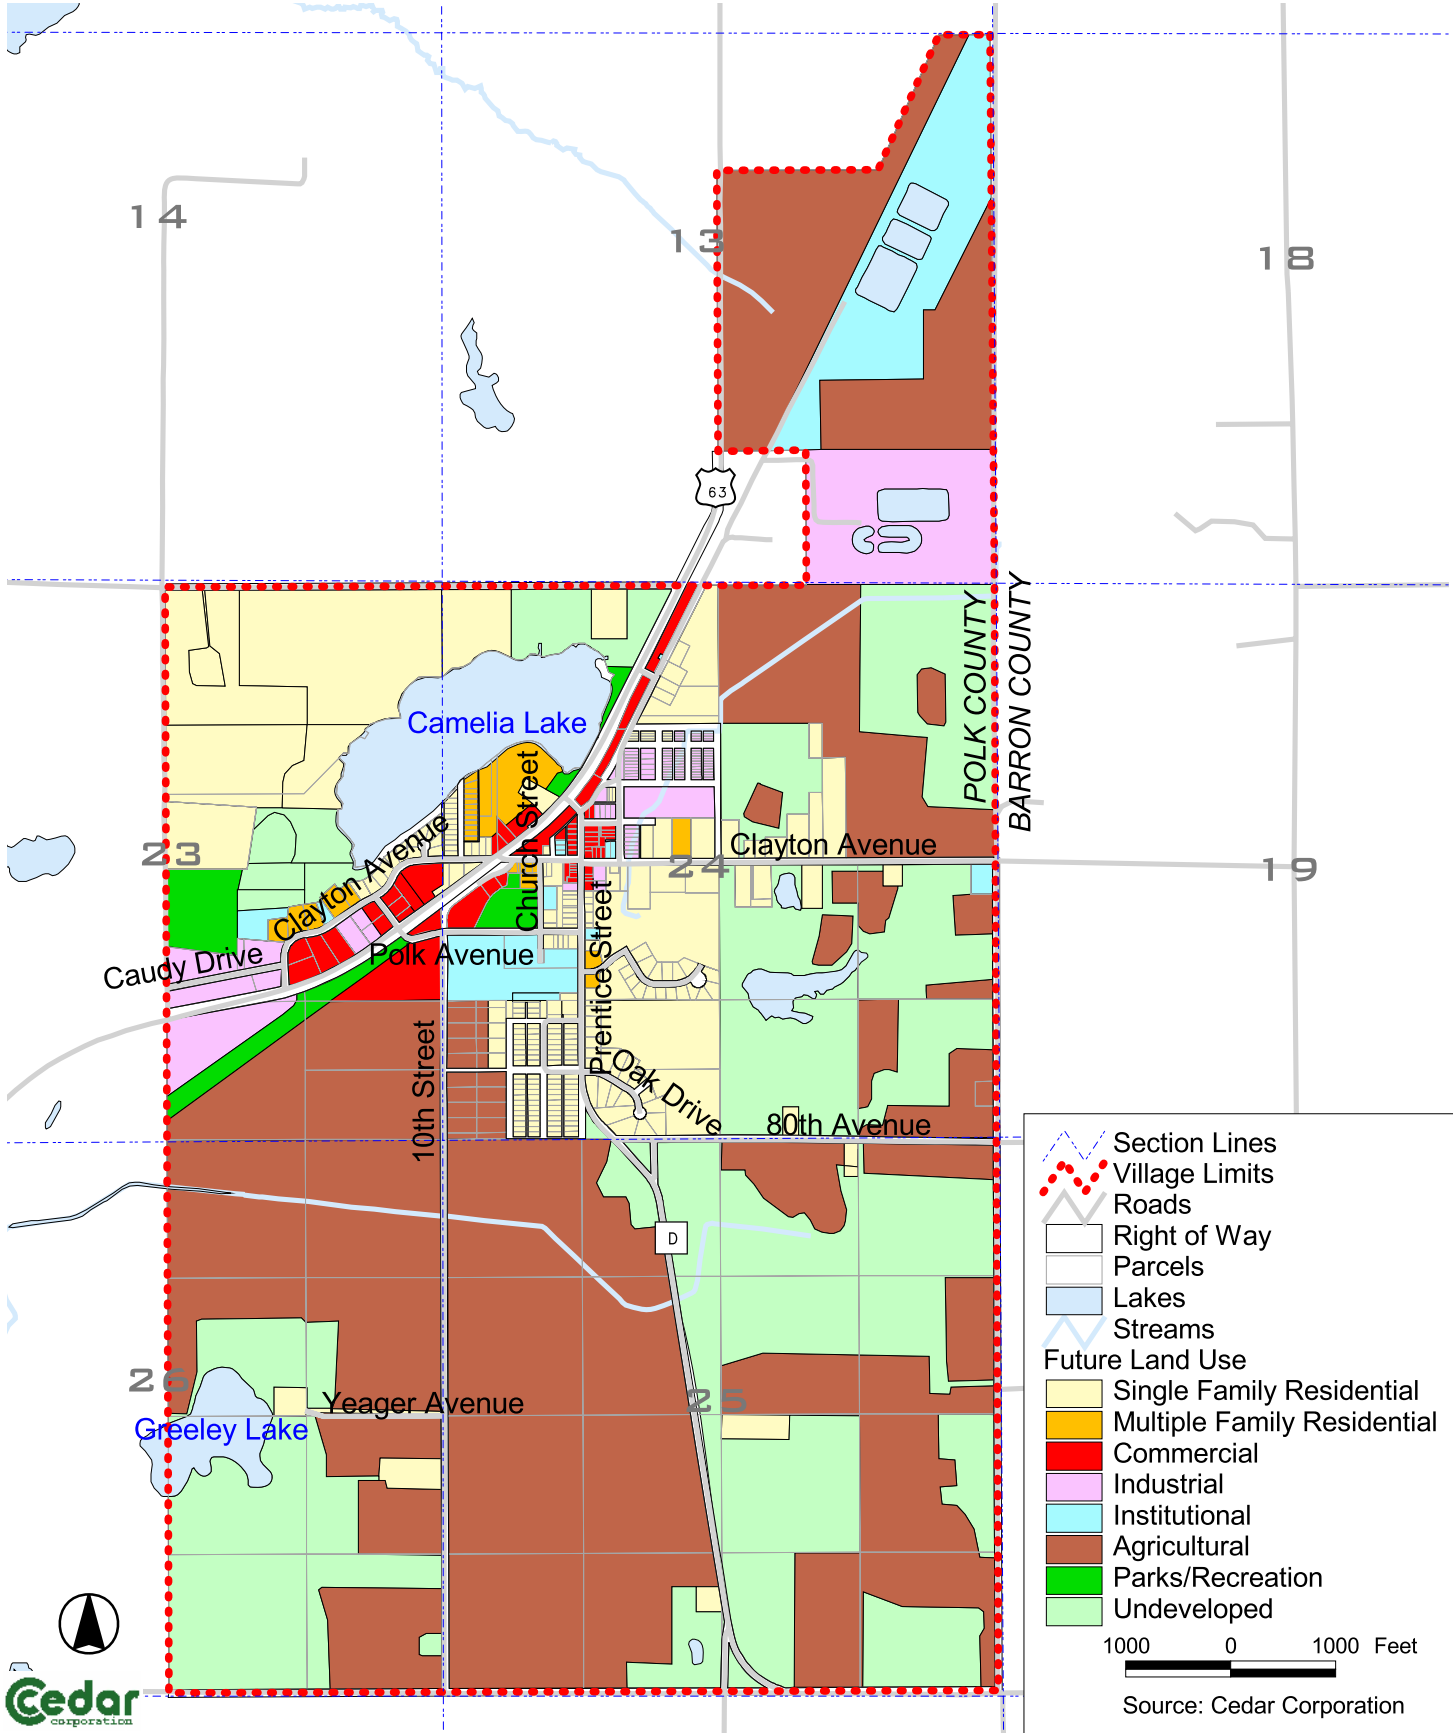 14
13
18
63
POLK COUNTY
BARRON COUNTY
Camelia Lake
Church Street
Clayton Avenue
Clayton Avenue
23
24
19
Clayton Avenue
Caudy Drive
Polk Avenue
Prentice Street
10th Street
Oak Drive
80th Avenue
D
26
25
Yeager Avenue
Greeley Lake
Section Lines
Village Limits
Roads
Right of Way
Parcels
Lakes
Streams
Future Land Use
Single Family Residential
Multiple Family Residential
Commercial
Industrial
Institutional
Agricultural
Parks/Recreation
Undeveloped
1000 0 1000 Feet
Source: Cedar Corporation
Cedar
corporation